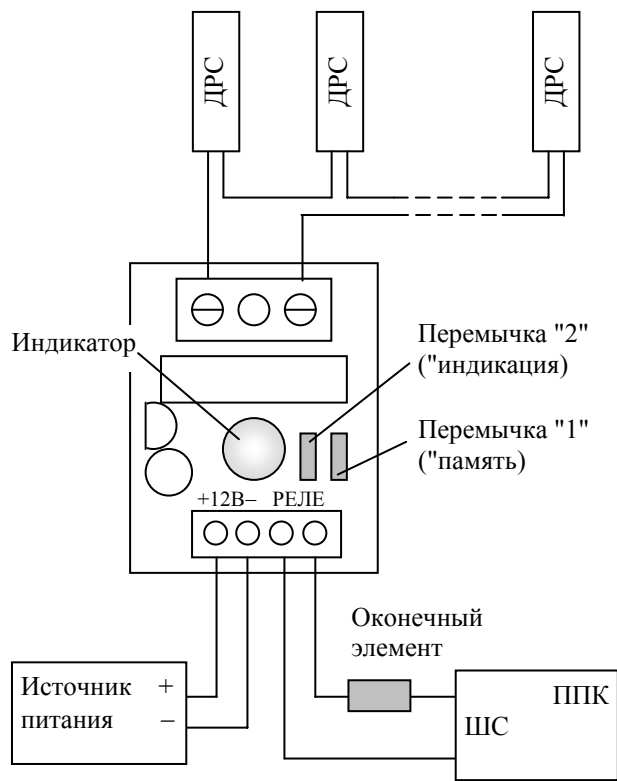 ДРС
ДРС
ДРС
Индикатор
Перемычка "2"
("индикация)
Перемычка "1"
("память)
+12В– РЕЛЕ
Оконечный
элемент
Источник +
питания –
ППК
ШС